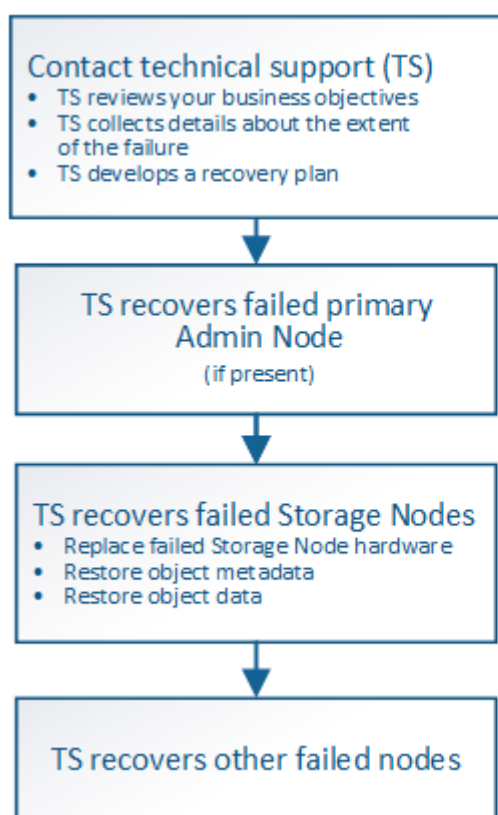 Contact technical support (TS)
• TS reviews your business objectives
• TS collects details about the extent
of the failure
• TS develops a recovery plan
TS recovers failed primary
Admin Node
(if present)
TS recovers failed Storage Nodes
• Replace failed Storage Node hardware
• Restore object metadata
• Restore object data
TS recovers other failed nodes